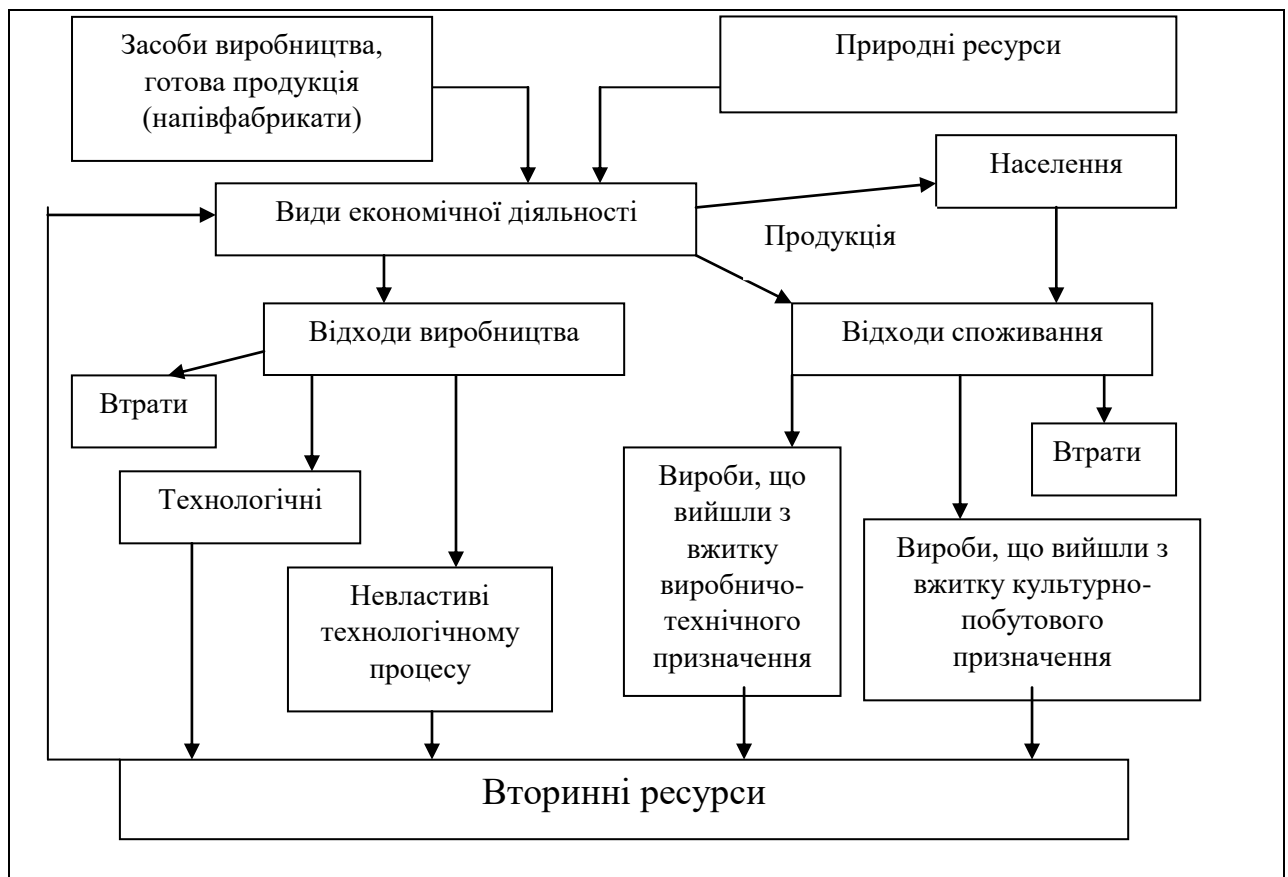 Засоби виробництва,
готова продукція
(напівфабрикати)
Природні ресурси
Населення
Види економічної діяльності
Продукція
Відходи виробництва
Відходи споживання
Втрати
Технологічні
Невластиві
технологічному
процесу
Вироби, що
вийшли з
вжитку
виробничо-
технічного
призначення
Втрати
Вироби, що вийшли з
вжитку культурно-
побутового
призначення
Вторинні ресурси